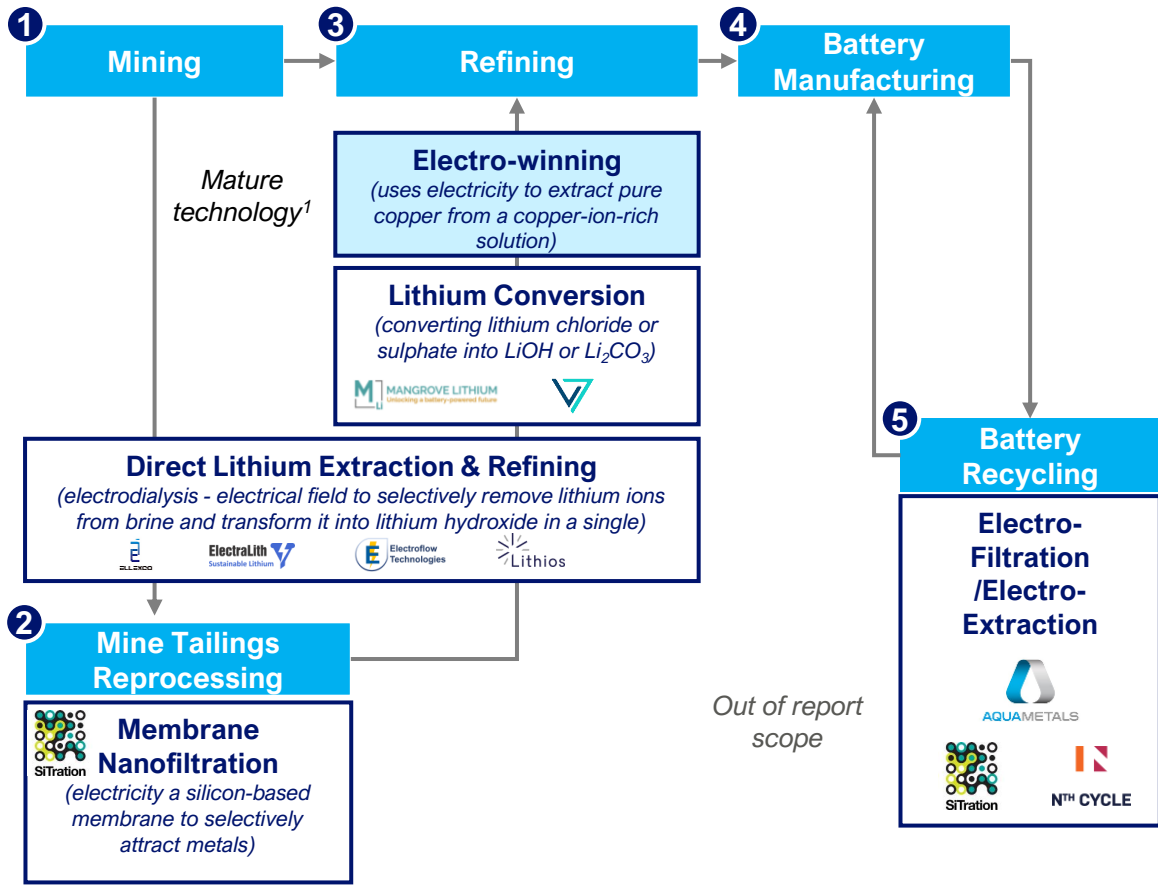 1
Mining
3
Refining
4
Battery
Manufacturing
Mature
technology¹
Electro-winning
(uses electricity to extract pure
copper from a copper-ion-rich
solution)
Lithium Conversion
(converting lithium chloride or
sulphate into LiOH or Li₂CO₃)
M
Li
MANGROVE LITHIUM
Unlocking a battery-powered future
Direct Lithium Extraction & Refining
(electrodialysis - electrical field to selectively remove lithium ions
from brine and transform it into lithium hydroxide in a single)
ELLEXCO
ElectraLith
Sustainable Lithium
E
Electroflow
Technologies
Lithios
2
Mine Tailings
Reprocessing
SiTration
Membrane
Nanofiltration
(electricity a silicon-based
membrane to selectively
attract metals)
5
Battery
Recycling
Electro-
Filtration
/Electro-
Extraction
AQUAMETALS
SiTration
NTH CYCLE
Out of report
scope